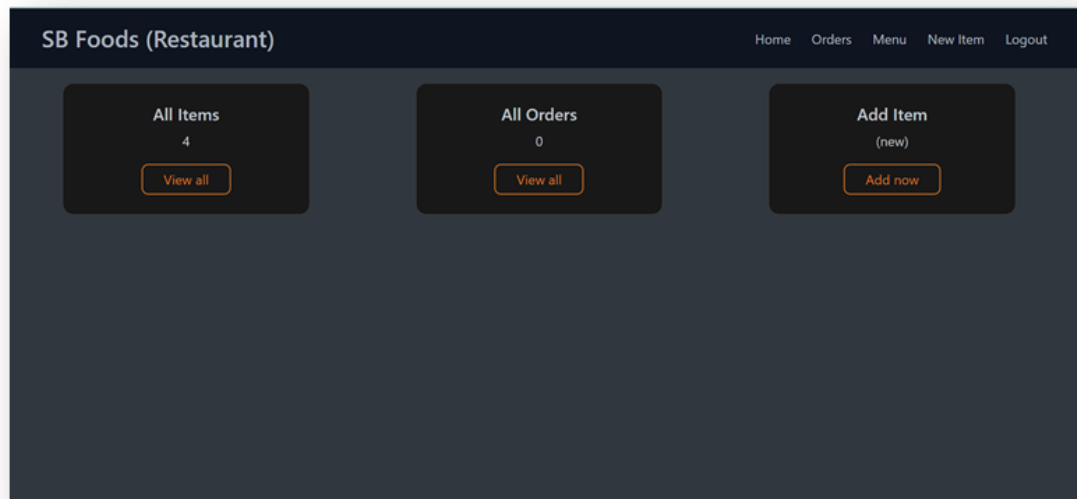 SB Foods (Restaurant)
Home Orders Menu New Item Logout
All Items
4
View all
All Orders
0
View all
Add Item
(new)
Add now